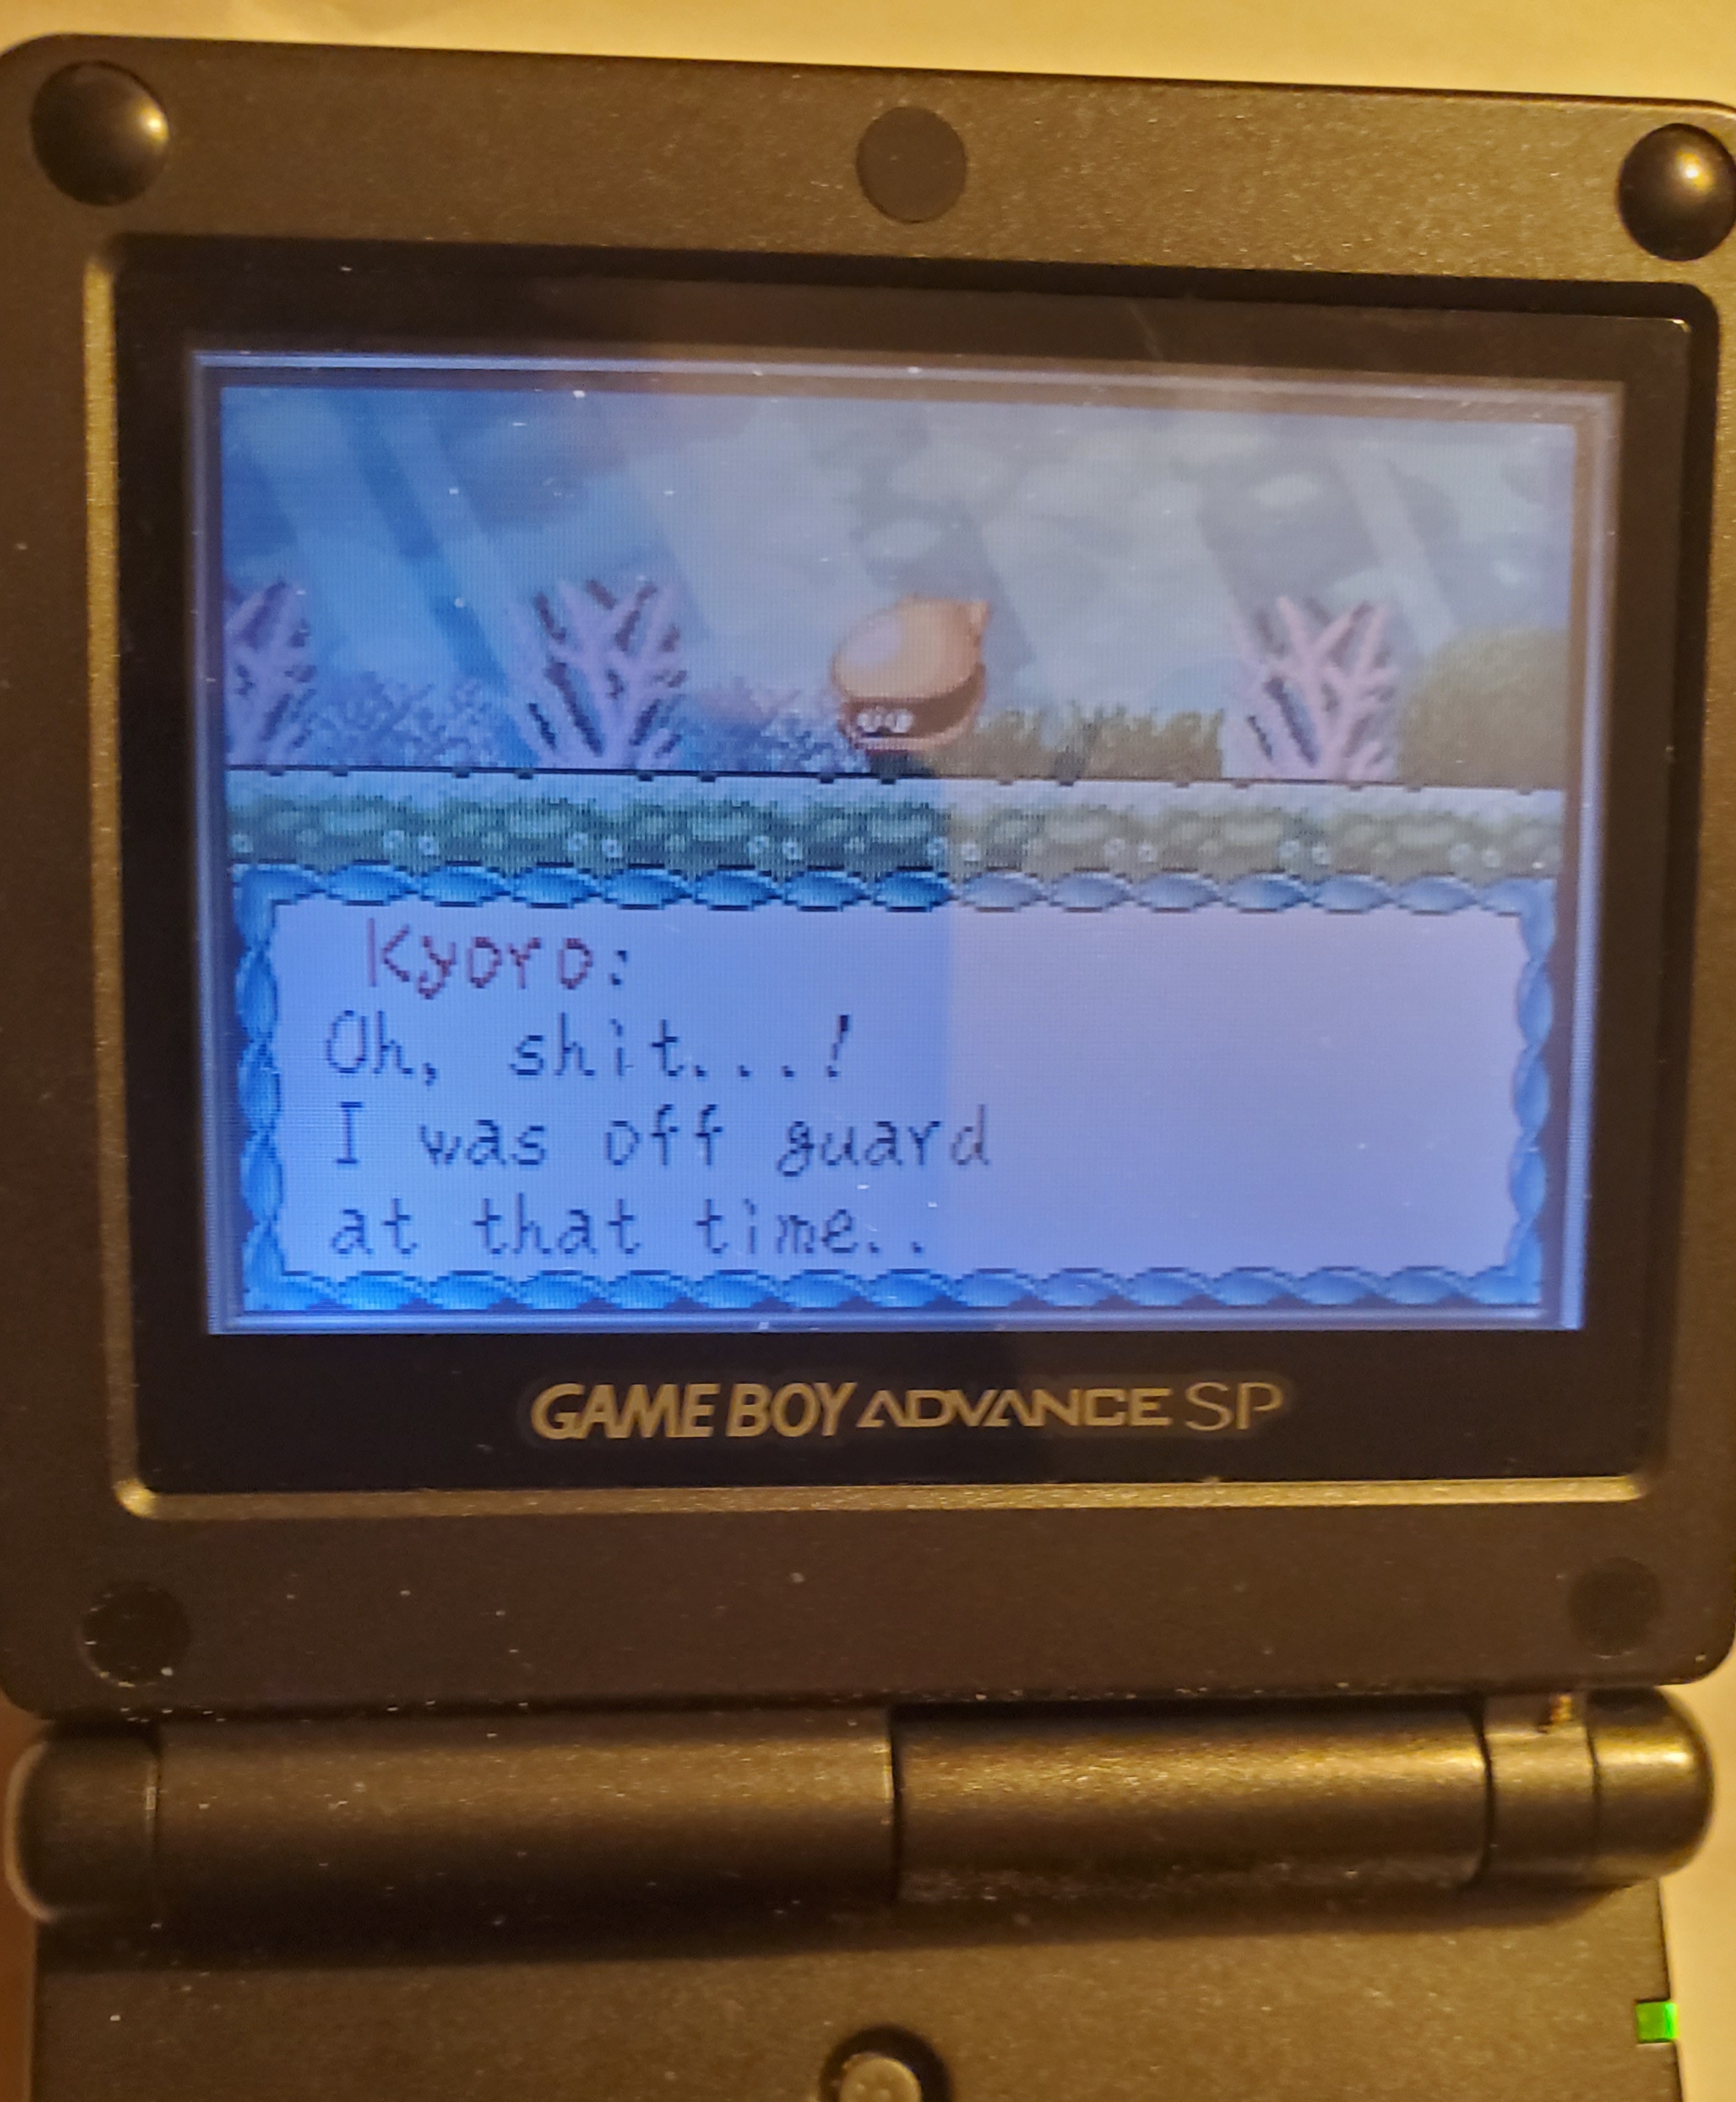 Kyoro:
Oh, shit...!
I was off guard
at that time..
GAME BOY ADVANCE SP